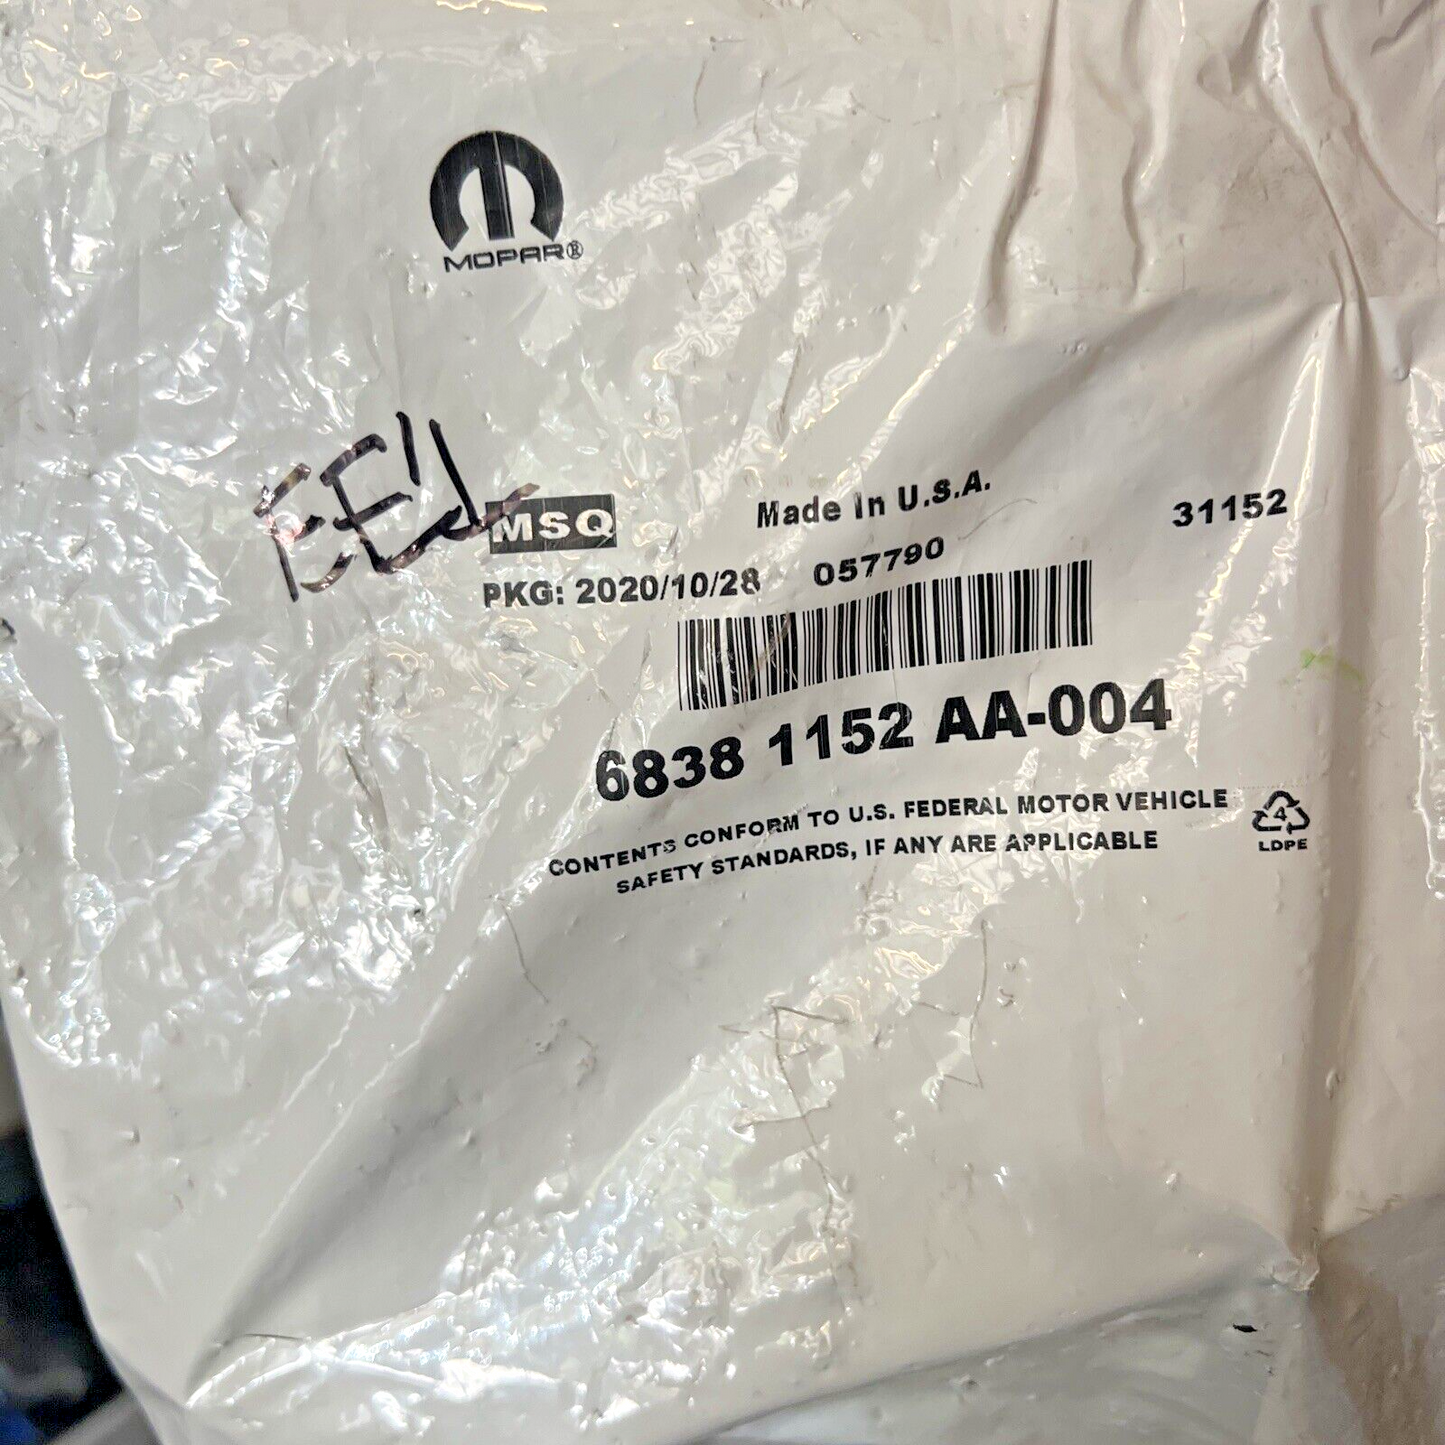 MOPAR®
MSQ
Made In U.S.A.
31152
PKG: 2020/10/28 057790
6838 1152 AA-004
CONTENTS CONFORM TO U.S. FEDERAL MOTOR VEHICLE
SAFETY STANDARDS, IF ANY ARE APPLICABLE
4
LDPE